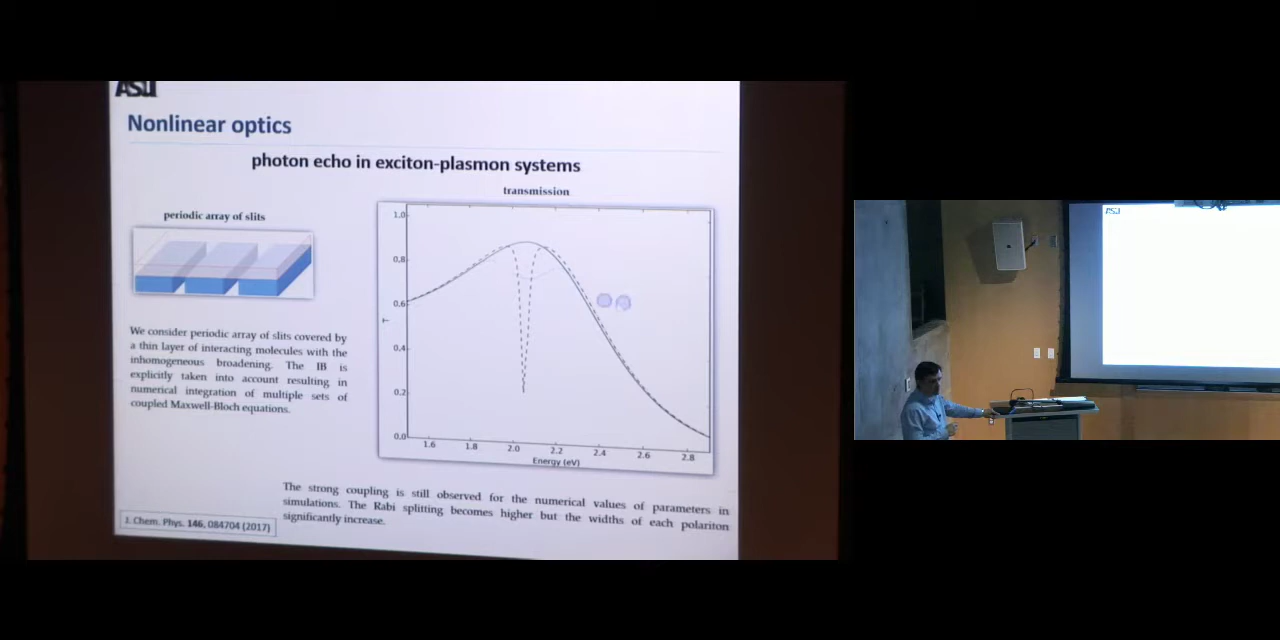 ASU
Nonlinear optics
photon echo in exciton-plasmon systems
transmission
periodic array of slits
1.0
0.8
0.6
0.4
0.2
0.0
T
1.6 1.8 2.0 2.2 2.4 2.6 2.8
Energy (eV)
We consider periodic array of slits covered by
a thin layer of interacting molecules with the
inhomogeneous broadening. The IB is
explicitly taken into account resulting in
numerical integration of multiple sets of
coupled Maxwell-Bloch equations.
The strong coupling is still observed for the numerical values of parameters in
simulations. The Rabi splitting becomes higher but the widths of each polariton
significantly increase.
J. Chem. Phys. 146, 084704 (2017)
ASU